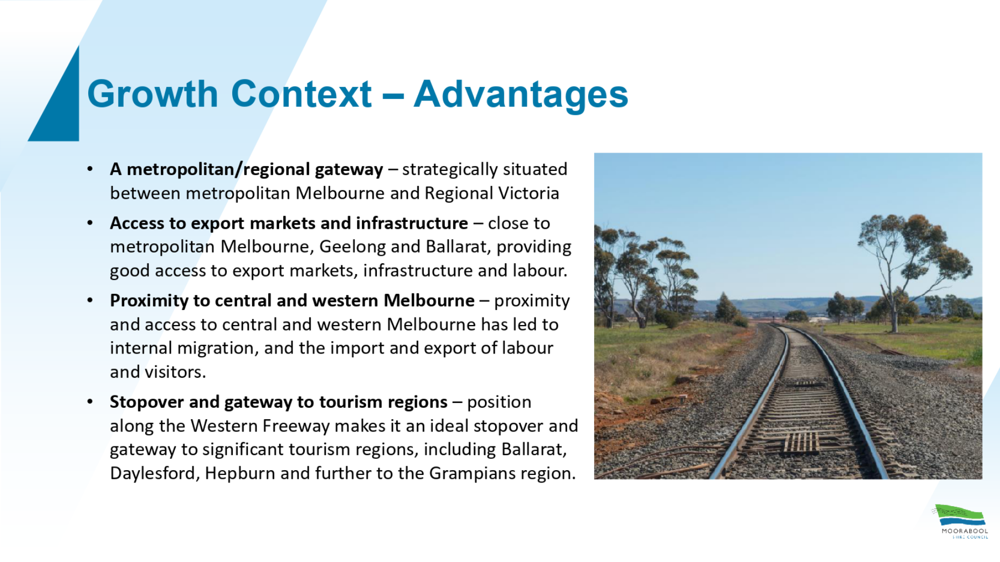 Growth Context – Advantages
• A metropolitan/regional gateway – strategically situated
between metropolitan Melbourne and Regional Victoria
• Access to export markets and infrastructure – close to
metropolitan Melbourne, Geelong and Ballarat, providing
good access to export markets, infrastructure and labour.
• Proximity to central and western Melbourne – proximity
and access to central and western Melbourne has led to
internal migration, and the import and export of labour
and visitors.
• Stopover and gateway to tourism regions – position
along the Western Freeway makes it an ideal stopover and
gateway to significant tourism regions, including Ballarat,
Daylesford, Hepburn and further to the Grampians region.
MOORABOOL
SHIRE COUNCIL